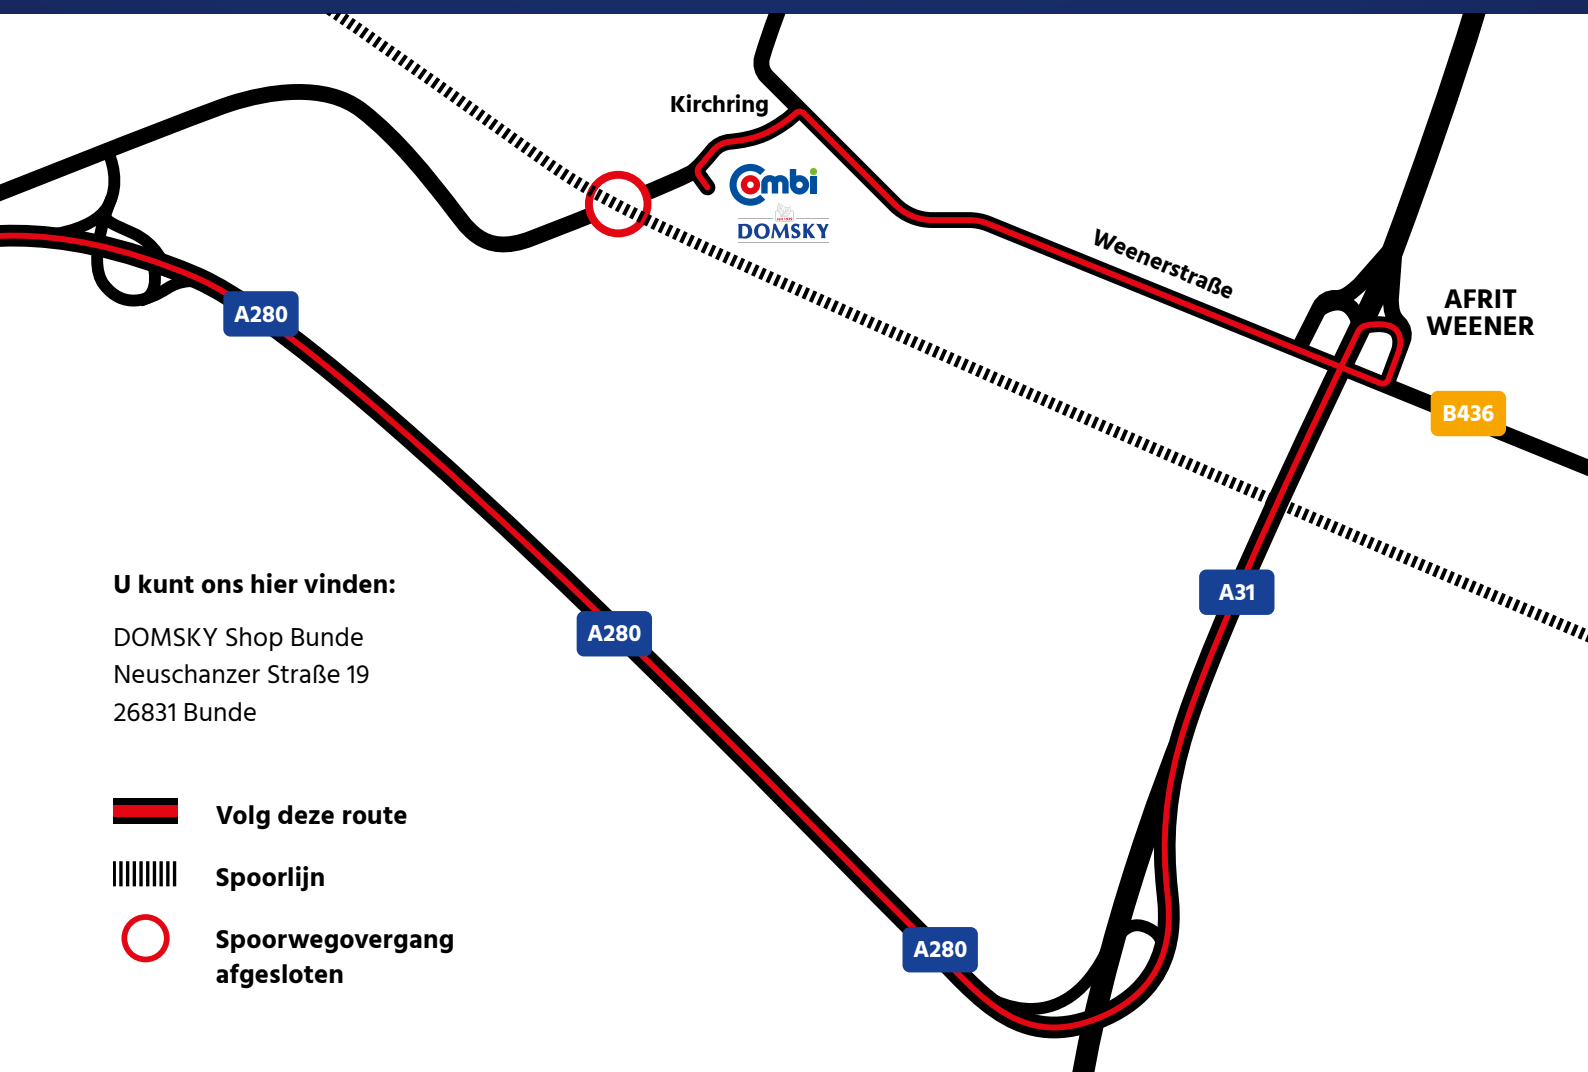 Kirchring
Combi
DOMSKY
Weenerstraße
AFRIT
WEENER
A280
B436
A31
A280
A280
U kunt ons hier vinden:
DOMSKY Shop Bunde
Neuschanzer Straße 19
26831 Bunde
Volg deze route
Spoorlijn
Spoorwegovergang
afgesloten